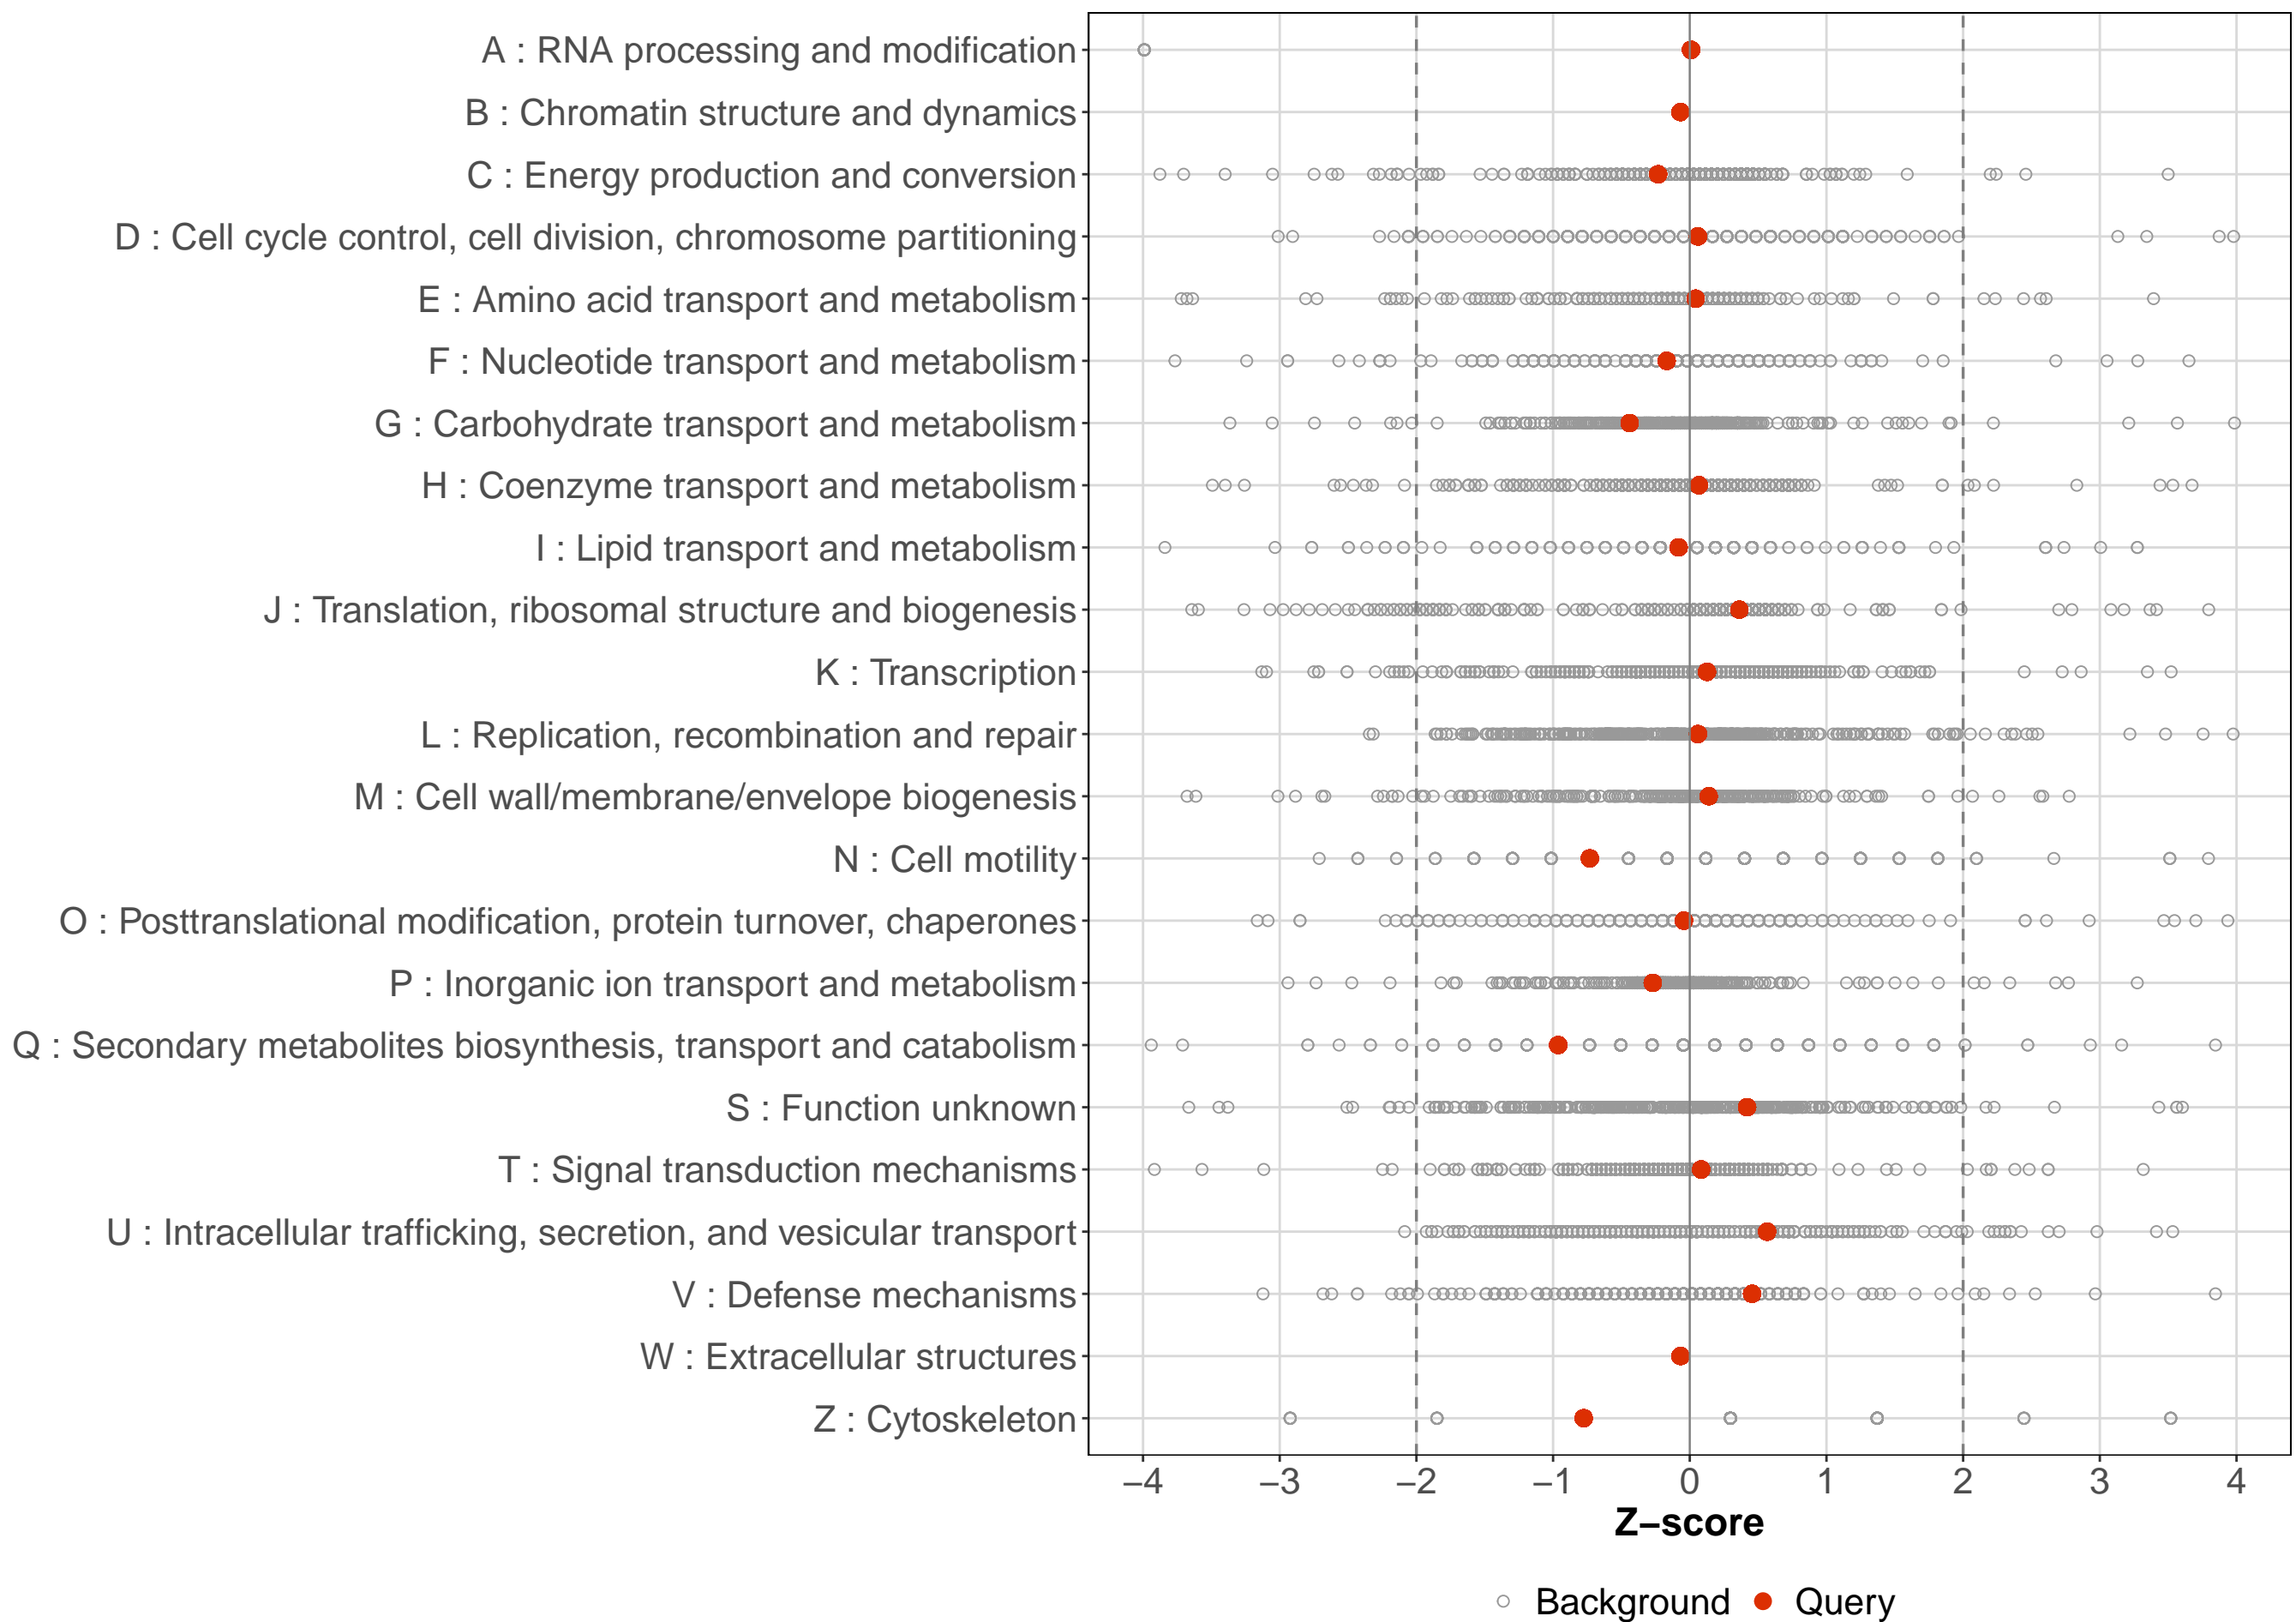 A : RNA processing and modification
B : Chromatin structure and dynamics
C : Energy production and conversion
D : Cell cycle control, cell division, chromosome partitioning
E : Amino acid transport and metabolism
F : Nucleotide transport and metabolism
G : Carbohydrate transport and metabolism
H : Coenzyme transport and metabolism
I : Lipid transport and metabolism
J : Translation, ribosomal structure and biogenesis
K : Transcription
L : Replication, recombination and repair
M : Cell wall/membrane/envelope biogenesis
N : Cell motility
O : Posttranslational modification, protein turnover, chaperones
P : Inorganic ion transport and metabolism
Q : Secondary metabolites biosynthesis, transport and catabolism
S : Function unknown
T : Signal transduction mechanisms
U : Intracellular trafficking, secretion, and vesicular transport
V : Defense mechanisms
W : Extracellular structures
Z : Cytoskeleton
−4 −3 −2 −1 0 1 2 3 4
Z−score
Background Query